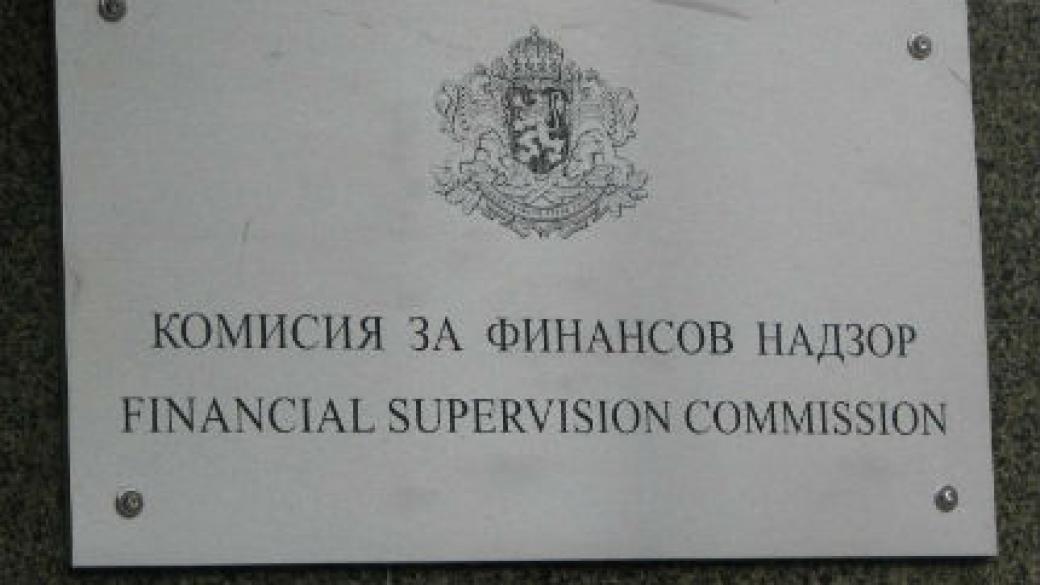 КОМИСИЯ ЗА ФИНАНСОВ НАДЗОР
FINANCIAL SUPERVISION COMMISSION